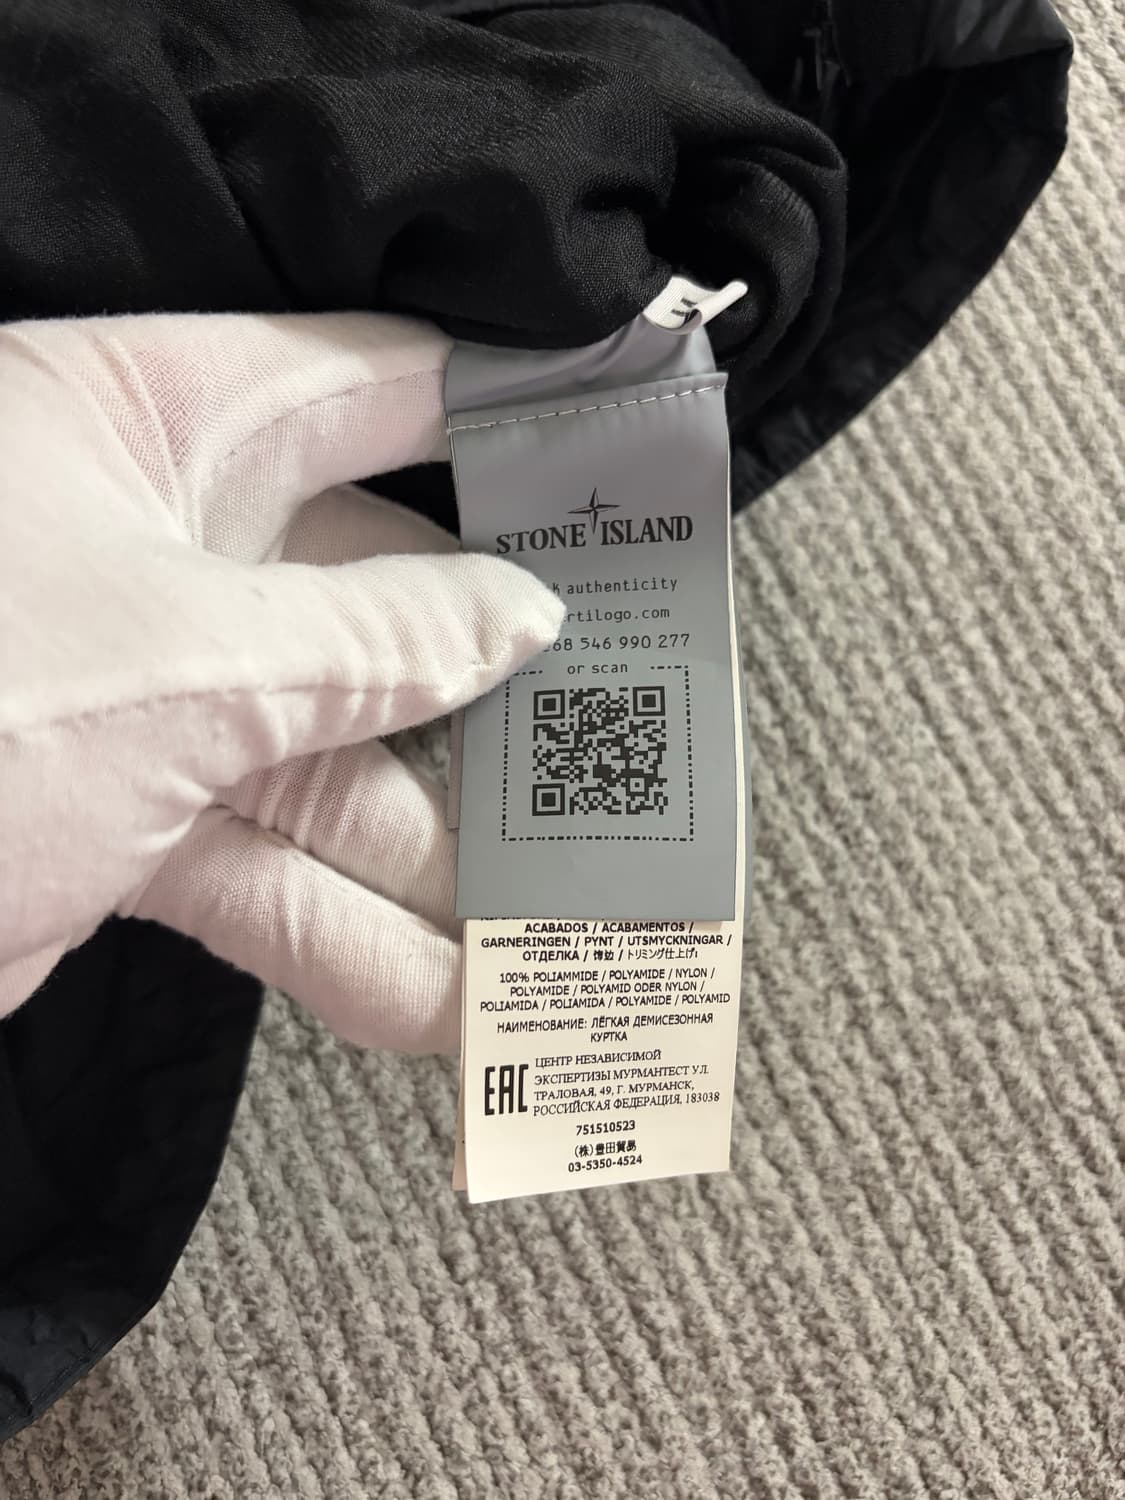 M
STONE ISLAND
authenticity
546 990 277
or scan
ACABADOS / ACABAMENTOS /
GARNERINGEN / PYNT / UTSMYCKNINGAR /
ОТДЕЛКА / 饰边 / トリミング仕上げ:
100% POLIAMMIDE / POLYAMIDE / NYLON /
POLYAMIDE / POLYAMID ODER NYLON /
POLIAMIDA / POLIAMIDA / POLYAMIDE / POLYAMID
НАИМЕНОВАНИЕ: ЛЁГКАЯ ДЕМИСЕЗОННАЯ
КУРТКА
EAC
ЦЕНТР НЕЗАВИСИМОЙ
ЭКСПЕРТИЗЫ МУРМАНТЕСТ УЛ.
ТРАЛОВАЯ, 49, Г. МУРМАНСК,
РОССИЙСКАЯ ФЕДЕРАЦИЯ, 183038
751510523
(株)豊田貿易
03-5350-4524